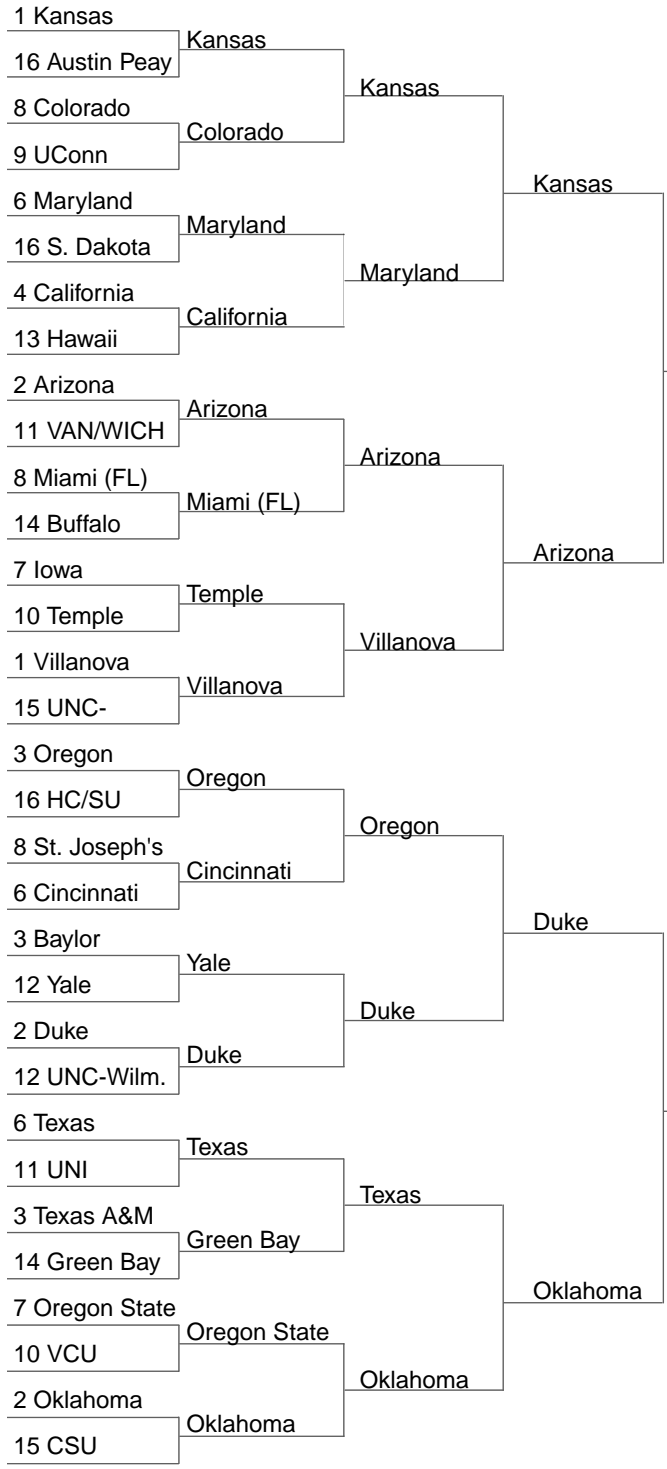 1 Kansas
16 Austin Peay
8 Colorado
9 UConn
6 Maryland
16 S. Dakota
4 California
13 Hawaii
2 Arizona
11 VAN/WICH
8 Miami (FL)
14 Buffalo
7 Iowa
10 Temple
1 Villanova
15 UNC-
3 Oregon
16 HC/SU
8 St. Joseph's
6 Cincinnati
3 Baylor
12 Yale
2 Duke
12 UNC-Wilm.
6 Texas
11 UNI
3 Texas A&M
14 Green Bay
7 Oregon State
10 VCU
2 Oklahoma
15 CSU
Kansas
Colorado
Maryland
California
Arizona
Miami (FL)
Temple
Villanova
Oregon
Cincinnati
Yale
Duke
Texas
Green Bay
Oregon State
Oklahoma
Kansas
Maryland
Arizona
Villanova
Oregon
Duke
Texas
Oklahoma
Kansas
Arizona
Duke
Oklahoma